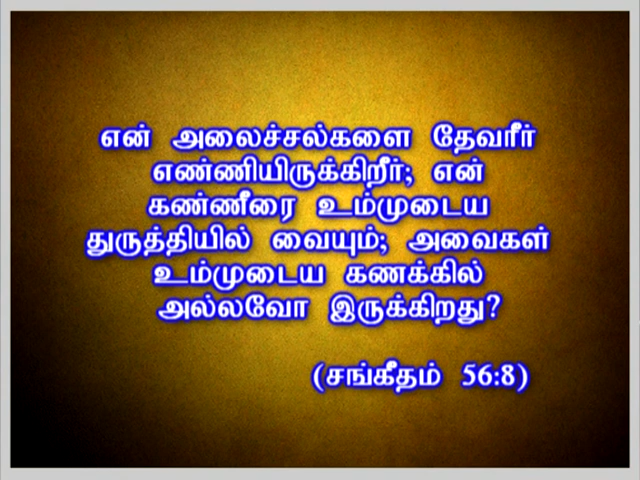 என் அலைச்சல்களை தேவரீர்
எண்ணியிருக்கிறீர்; என்
கண்ணீரை உம்முடைய
துருத்தியில் வையும்; அவைகள்
உம்முடைய கணக்கில்
அல்லவோ இருக்கிறது?
(சங்கீதம் 56:8)